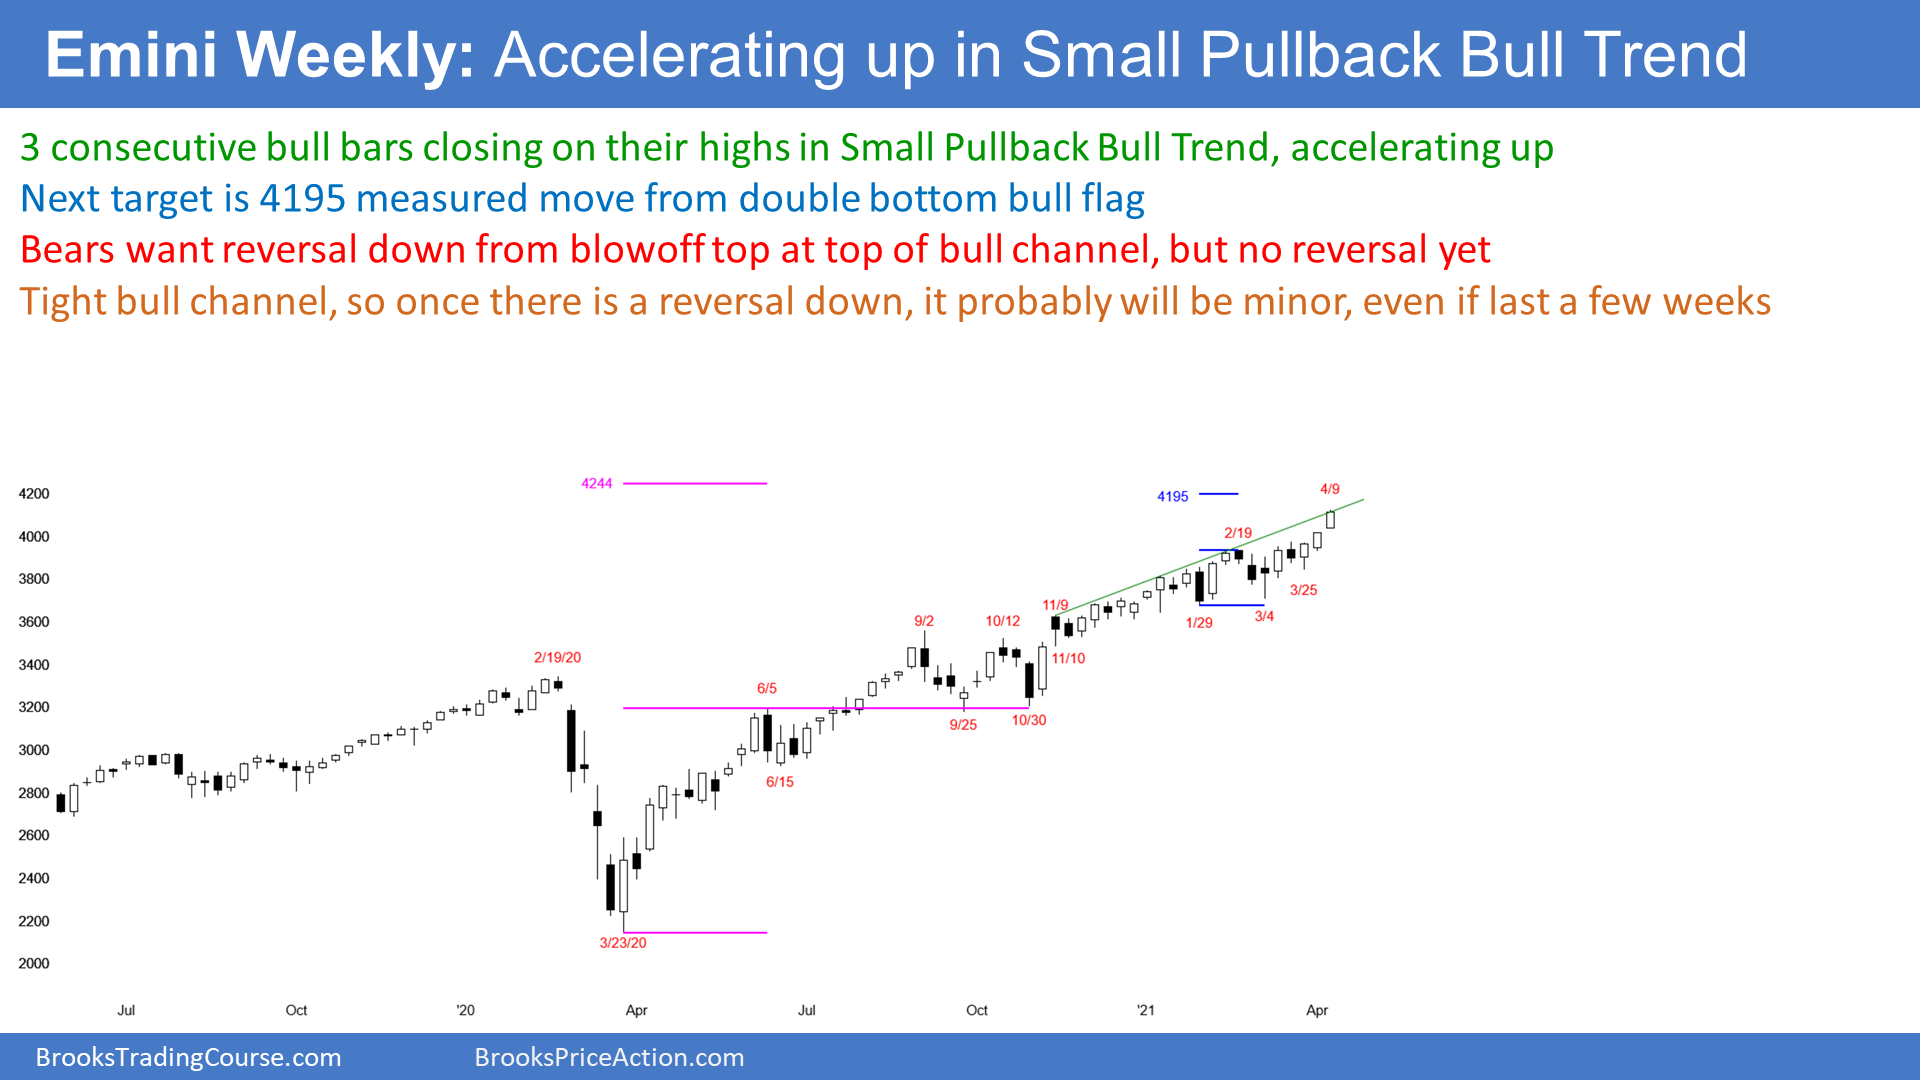 Emini Weekly: Accelerating up in Small Pullback Bull Trend
3 consecutive bull bars closing on their highs in Small Pullback Bull Trend, accelerating up
Next target is 4195 measured move from double bottom bull flag
Bears want reversal down from blowoff top at top of bull channel, but no reversal yet
Tight bull channel, so once there is a reversal down, it probably will be minor, even if last a few weeks
4244
4200
4195
4/9
4000
2/19
3800
3/25
3600
9/2
10/12
11/9
1/29
3/4
3400
2/19/20
11/10
3200
6/5
9/25
10/30
3000
6/15
2800
2600
2400
2200
3/23/20
2000
Jul
Oct
'20
Apr
Jul
Oct
'21
Apr
BrooksTradingCourse.com
BrooksPriceAction.com